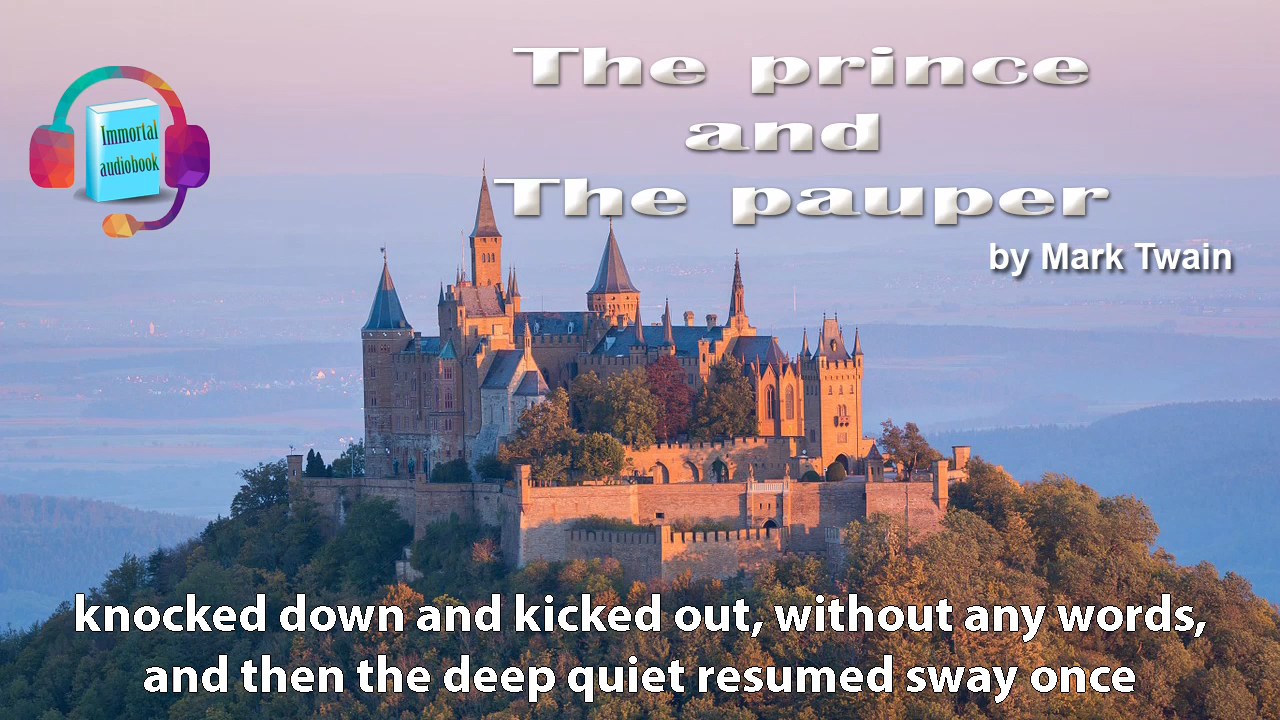 Immortal
audiobook
The prince
and
The pauper
by Mark Twain
knocked down and kicked out, without any words,
and then the deep quiet resumed sway once